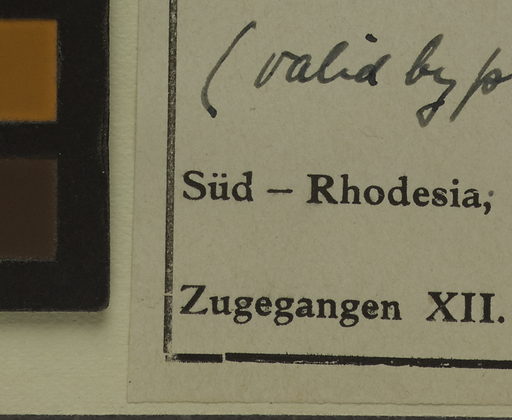 ( valid by p
Süd – Rhodesia;
Zugegangen XII.